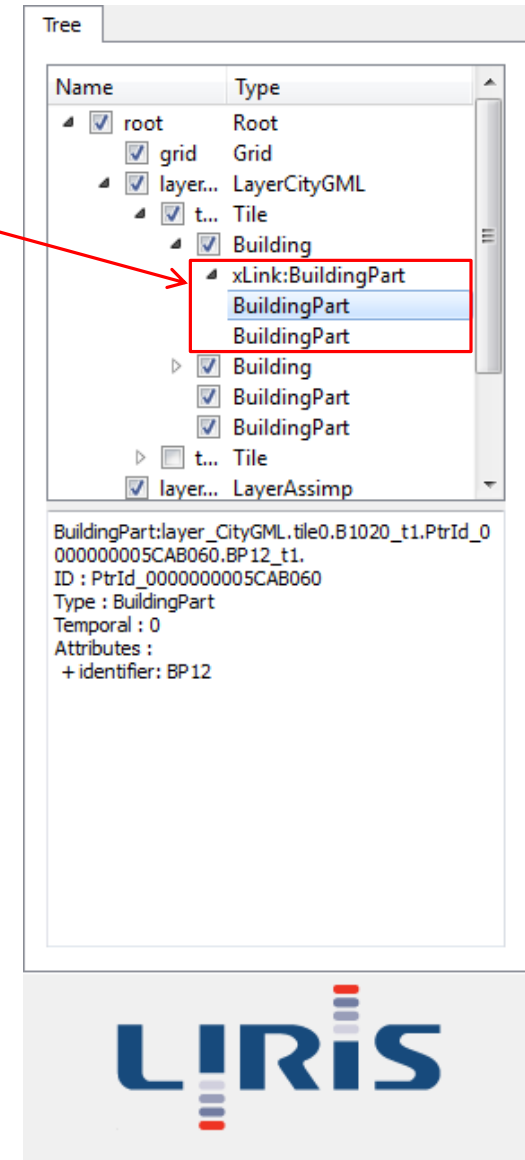 Tree
Name Type
root Root
grid Grid
layer... LayerCityGML
t... Tile
Building
xLink:BuildingPart
BuildingPart
BuildingPart
Building
BuildingPart
BuildingPart
t... Tile
layer... LayerAssimp
BuildingPart:layer_CityGML.tile0.B1020_t1.PtrId_0
000000005CAB060.BP12_t1.
ID : PtrId_0000000005CAB060
Type : BuildingPart
Temporal : 0
Attributes :
+ identifier: BP12
LIRIS